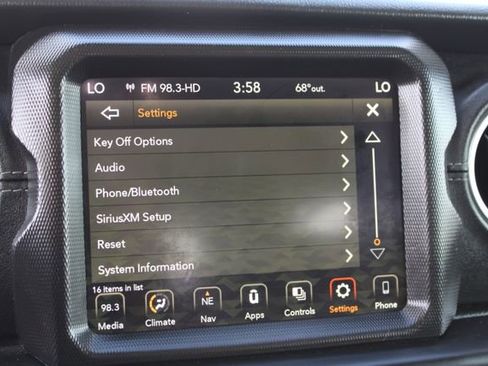 LO FM 98.3-HD 3:58 68°out. LO
Settings
Key Off Options
Audio
Phone/Bluetooth
SiriusXM Setup
Reset
System Information
16 items in list
98.3 NE
Media Climate Nav Apps Controls Settings Phone